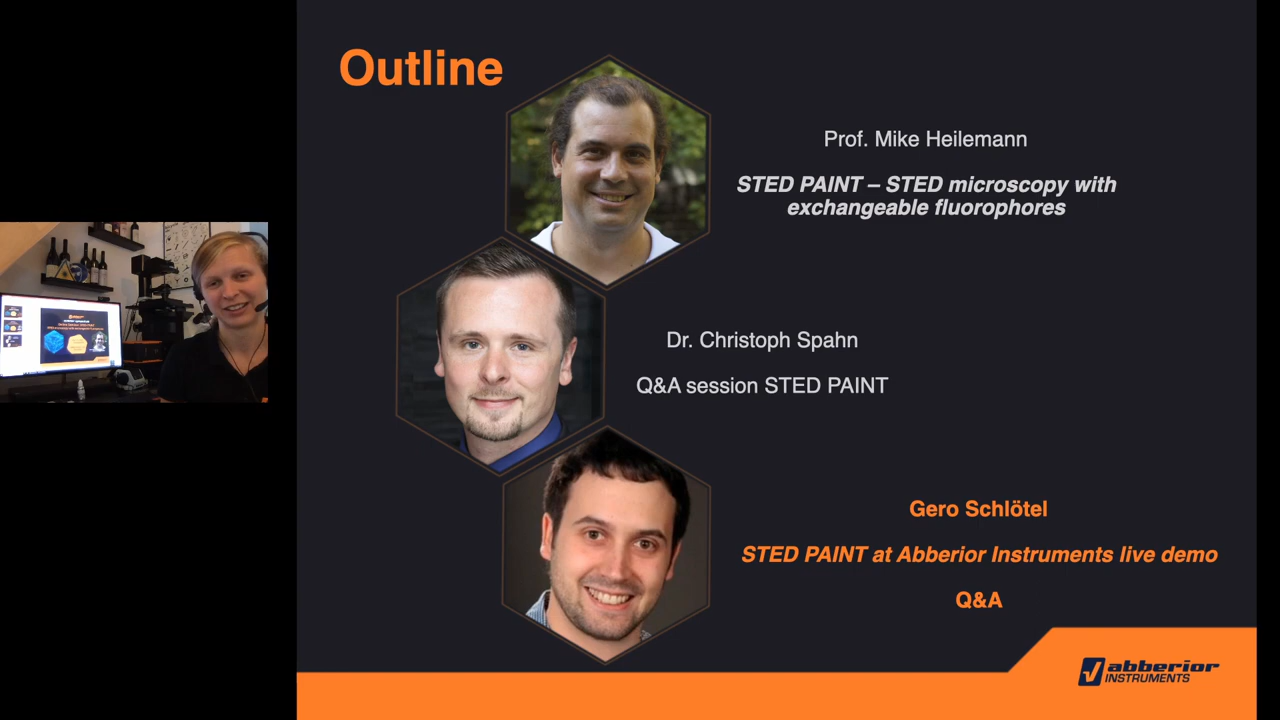 Outline
Prof. Mike Heilemann
STED PAINT – STED microscopy with
exchangeable fluorophores
Dr. Christoph Spahn
Q&A session STED PAINT
Gero Schlötel
STED PAINT at Abberior Instruments live demo
Q&A
abberior
INSTRUMENTS